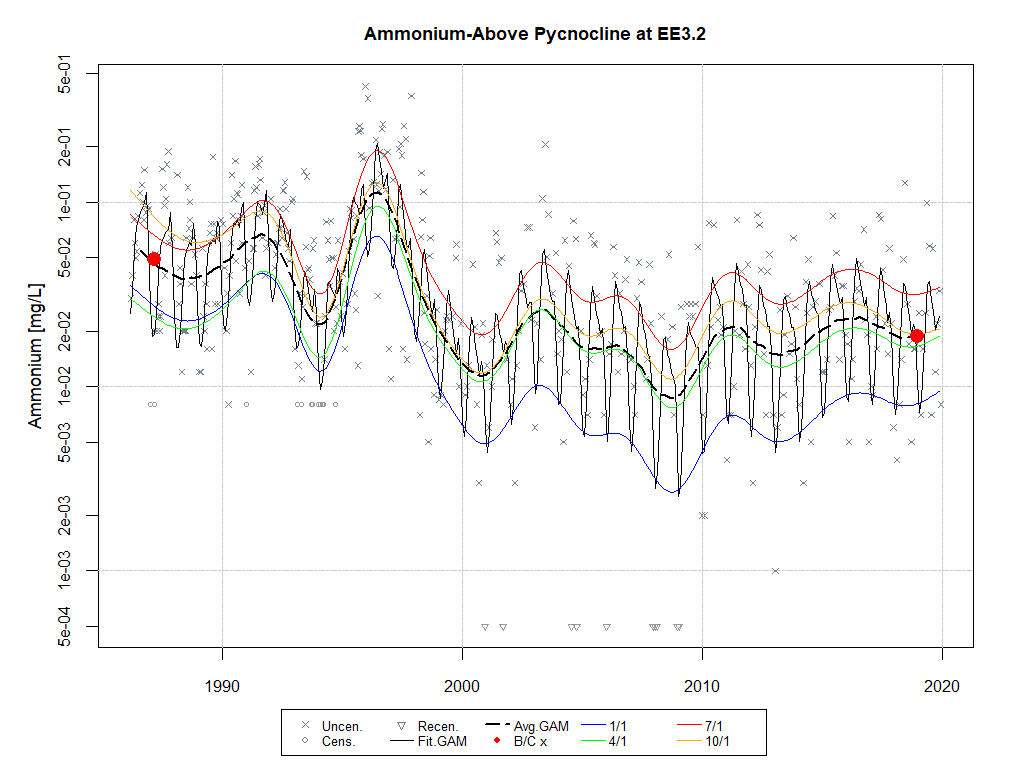 Ammonium-Above Pycnocline at EE3.2
Ammonium [mg/L]
5e-01
2e-01
1e-01
5e-02
2e-02
1e-02
5e-03
2e-03
1e-03
5e-04
1990 2000 2010 2020
Uncen. Recen. Avg.GAM 1/1 7/1
Cens. Fit.GAM B/C x 4/1 10/1